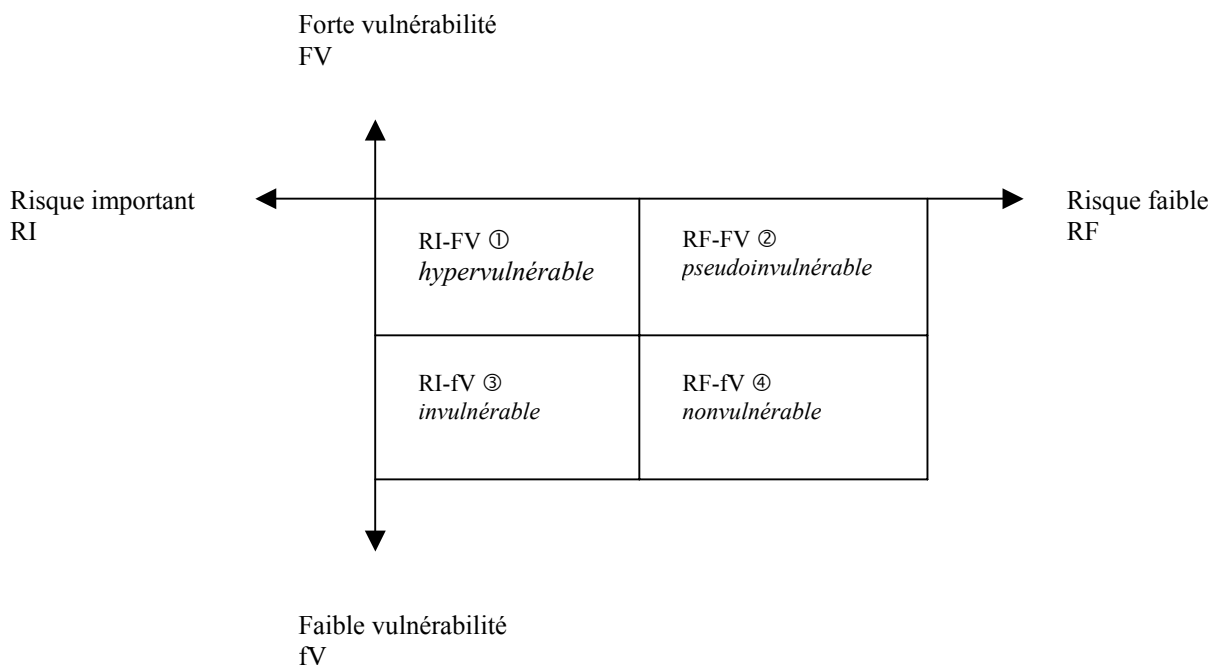 Forte vulnérabilité
FV
Risque important
RI
Risque faible
RF
RI-FV ①
hypervulnérable
RF-FV ②
pseudoinvulnérable
RI-fV ③
invulnérable
RF-fV ④
nonvulnérable
Faible vulnérabilité
fV